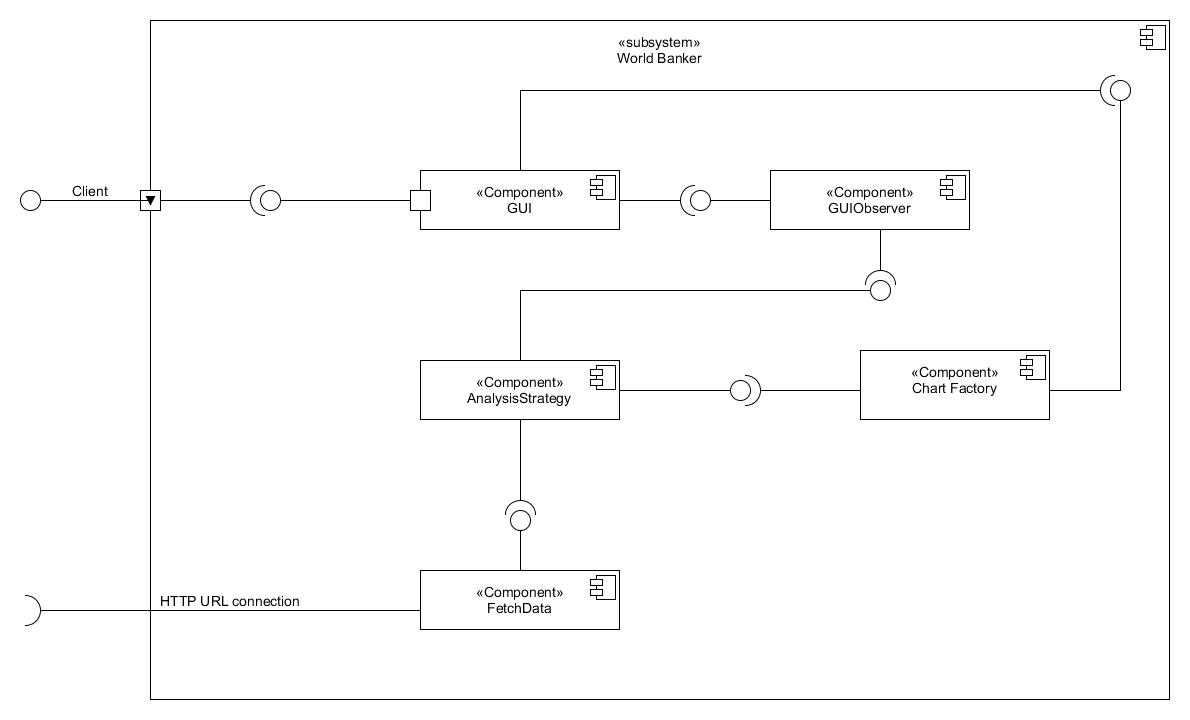 «subsystem»
World Banker
Client
«Component»
GUI
«Component»
GUIObserver
«Component»
AnalysisStrategy
«Component»
Chart Factory
HTTP URL connection
«Component»
FetchData